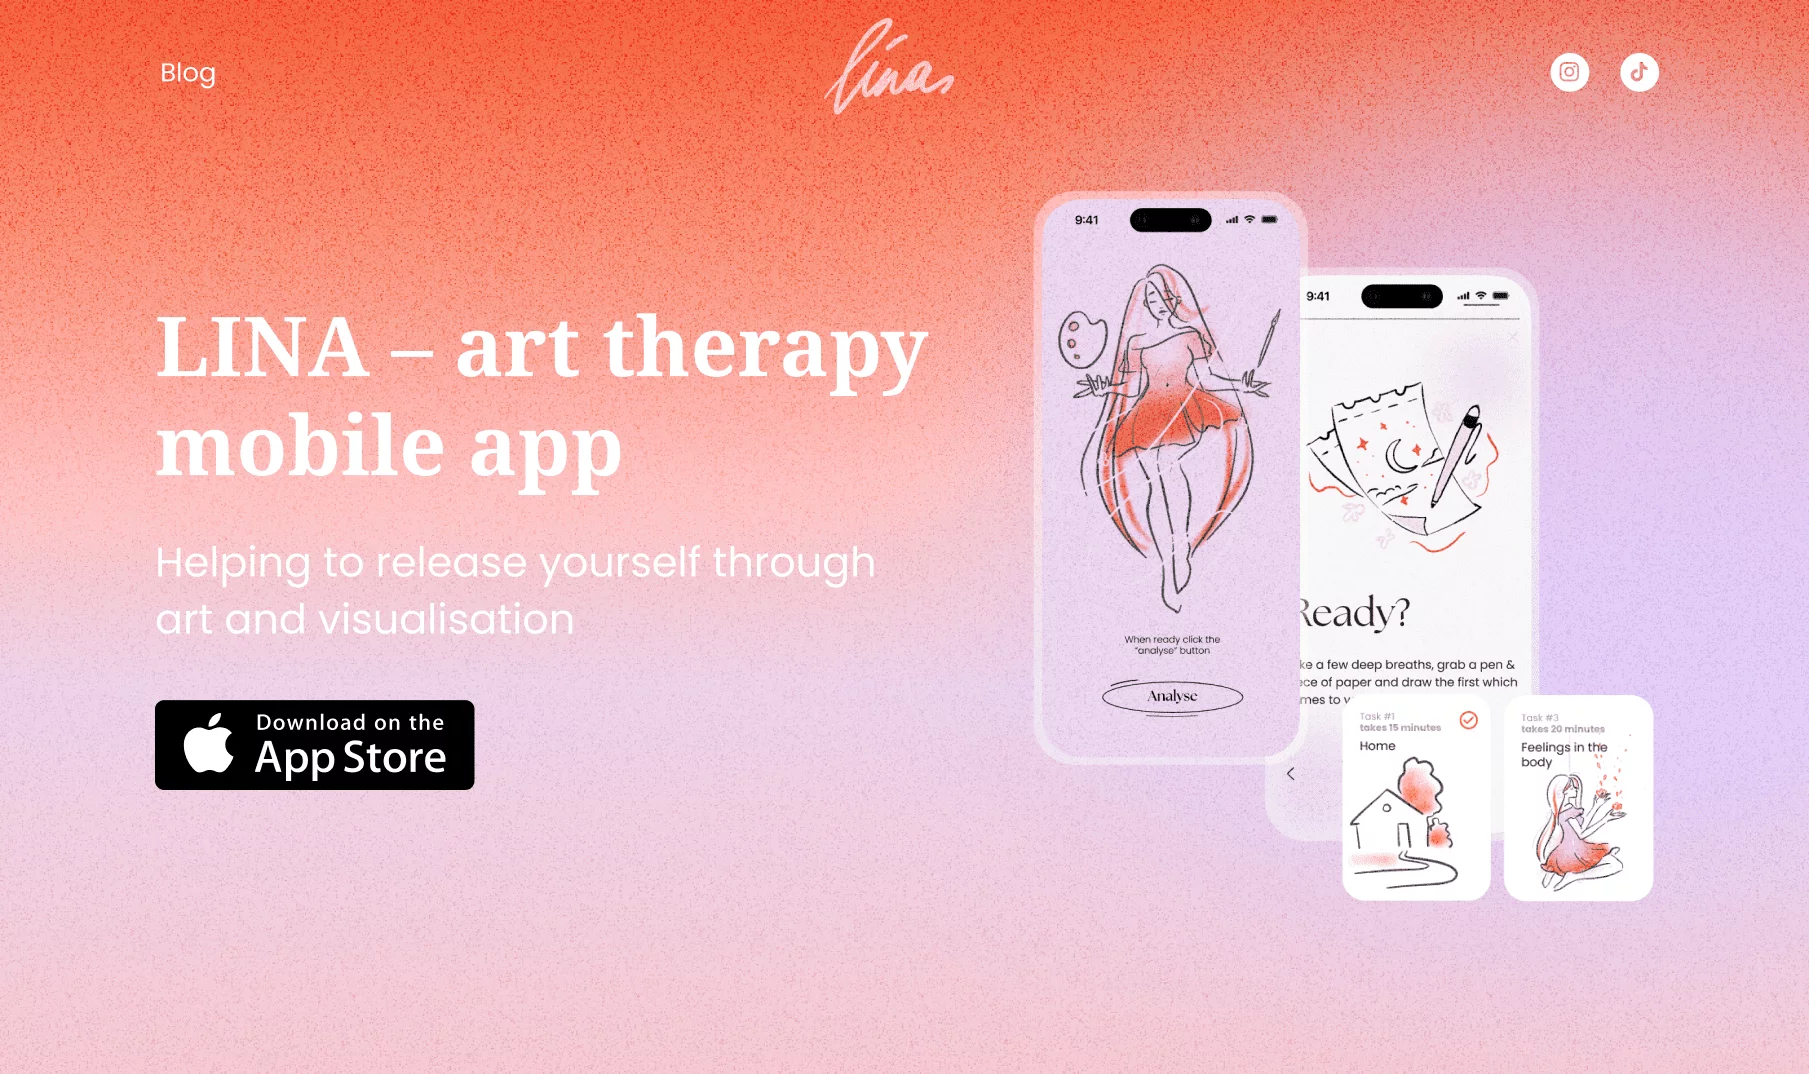 Blog
lina
LINA – art therapy
mobile app
Helping to release yourself through
art and visualisation
Download on the
App Store
9:41
When ready click the
"analyse" button
Analyse
9:41
Ready?
a few deep breaths, grab a pen &
of paper and draw the first which
to
Task #1
takes 15 minutes
Home
Task #3
takes 20 minutes
Feelings in the
body